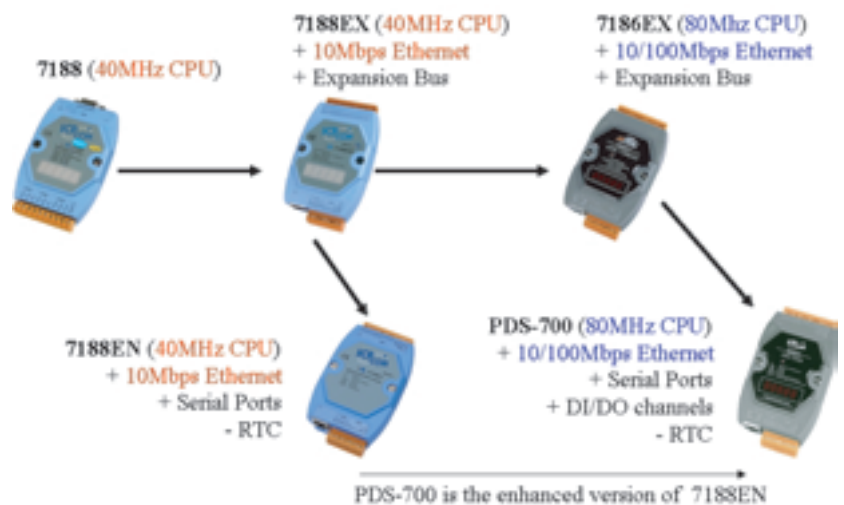 7188 (40MHz CPU)
7188EX (40MHz CPU)
+ 10Mbps Ethernet
+ Expansion Bus
7186EX (80Mhz CPU)
+ 10/100Mbps Ethernet
+ Expansion Bus
7188EN (40MHz CPU)
+ 10Mbps Ethernet
+ Serial Ports
- RTC
PDS-700 (80MHz CPU)
+ 10/100Mbps Ethernet
+ Serial Ports
+ DI/DO channels
- RTC
PDS-700 is the enhanced version of 7188EN